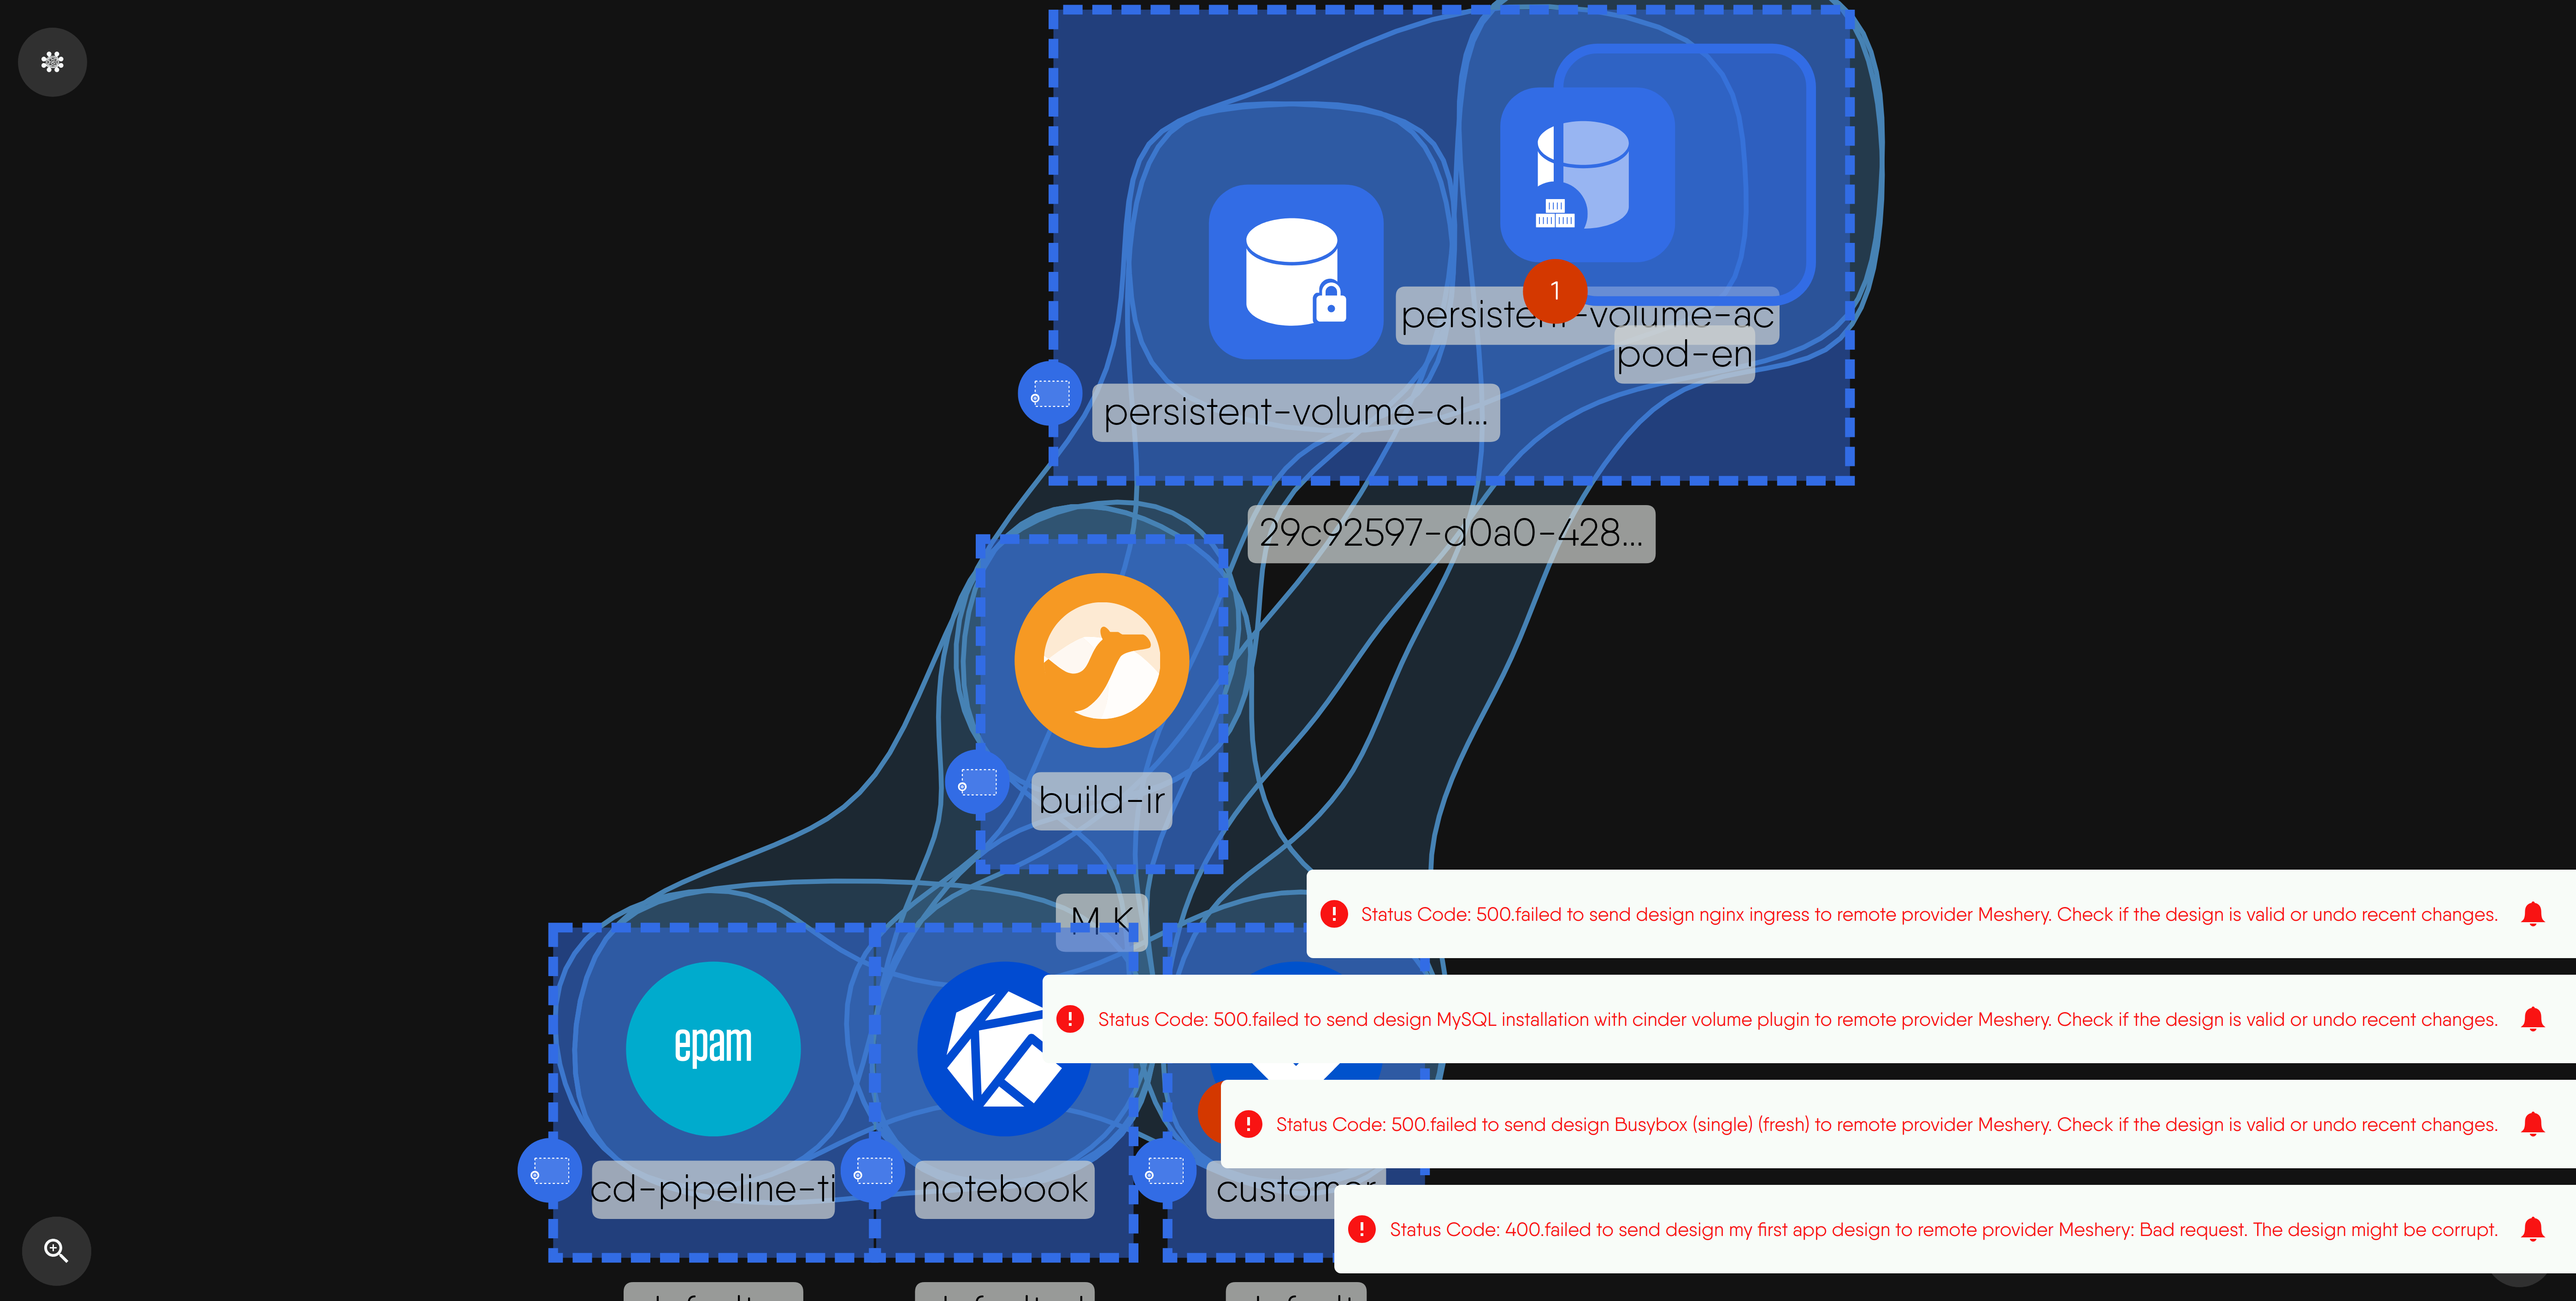 1
persistent-volume-ac
pod-en
persistent-volume-cl...
29c92597-d0a0-428...
build-ir
M K
Status Code: 500.failed to send design nginx ingress to remote provider Meshery. Check if the design is valid or undo recent changes.
epam
Status Code: 500.failed to send design MySQL installation with cinder volume plugin to remote provider Meshery. Check if the design is valid or undo recent changes.
Status Code: 500.failed to send design Busybox (single) (fresh) to remote provider Meshery. Check if the design is valid or undo recent changes.
cd-pipeline-ti
notebook
customer
Status Code: 400.failed to send design my first app design to remote provider Meshery: Bad request. The design might be corrupt.